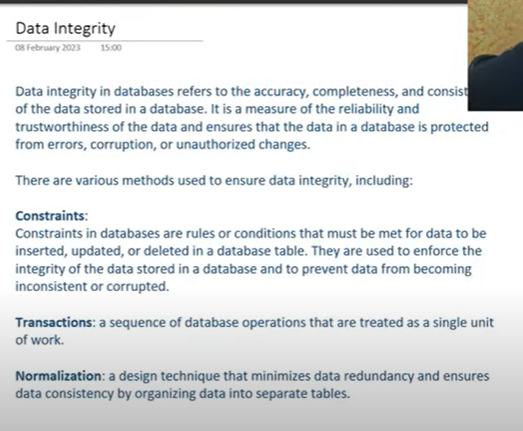 Data Integrity
08 February 2023 15:00
Data integrity in databases refers to the accuracy, completeness, and consist
of the data stored in a database. It is a measure of the reliability and
trustworthiness of the data and ensures that the data in a database is protected
from errors, corruption, or unauthorized changes.
There are various methods used to ensure data integrity, including:
Constraints:
Constraints in databases are rules or conditions that must be met for data to be
inserted, updated, or deleted in a database table. They are used to enforce the
integrity of the data stored in a database and to prevent data from becoming
inconsistent or corrupted.
Transactions: a sequence of database operations that are treated as a single unit
of work.
Normalization: a design technique that minimizes data redundancy and ensures
data consistency by organizing data into separate tables.